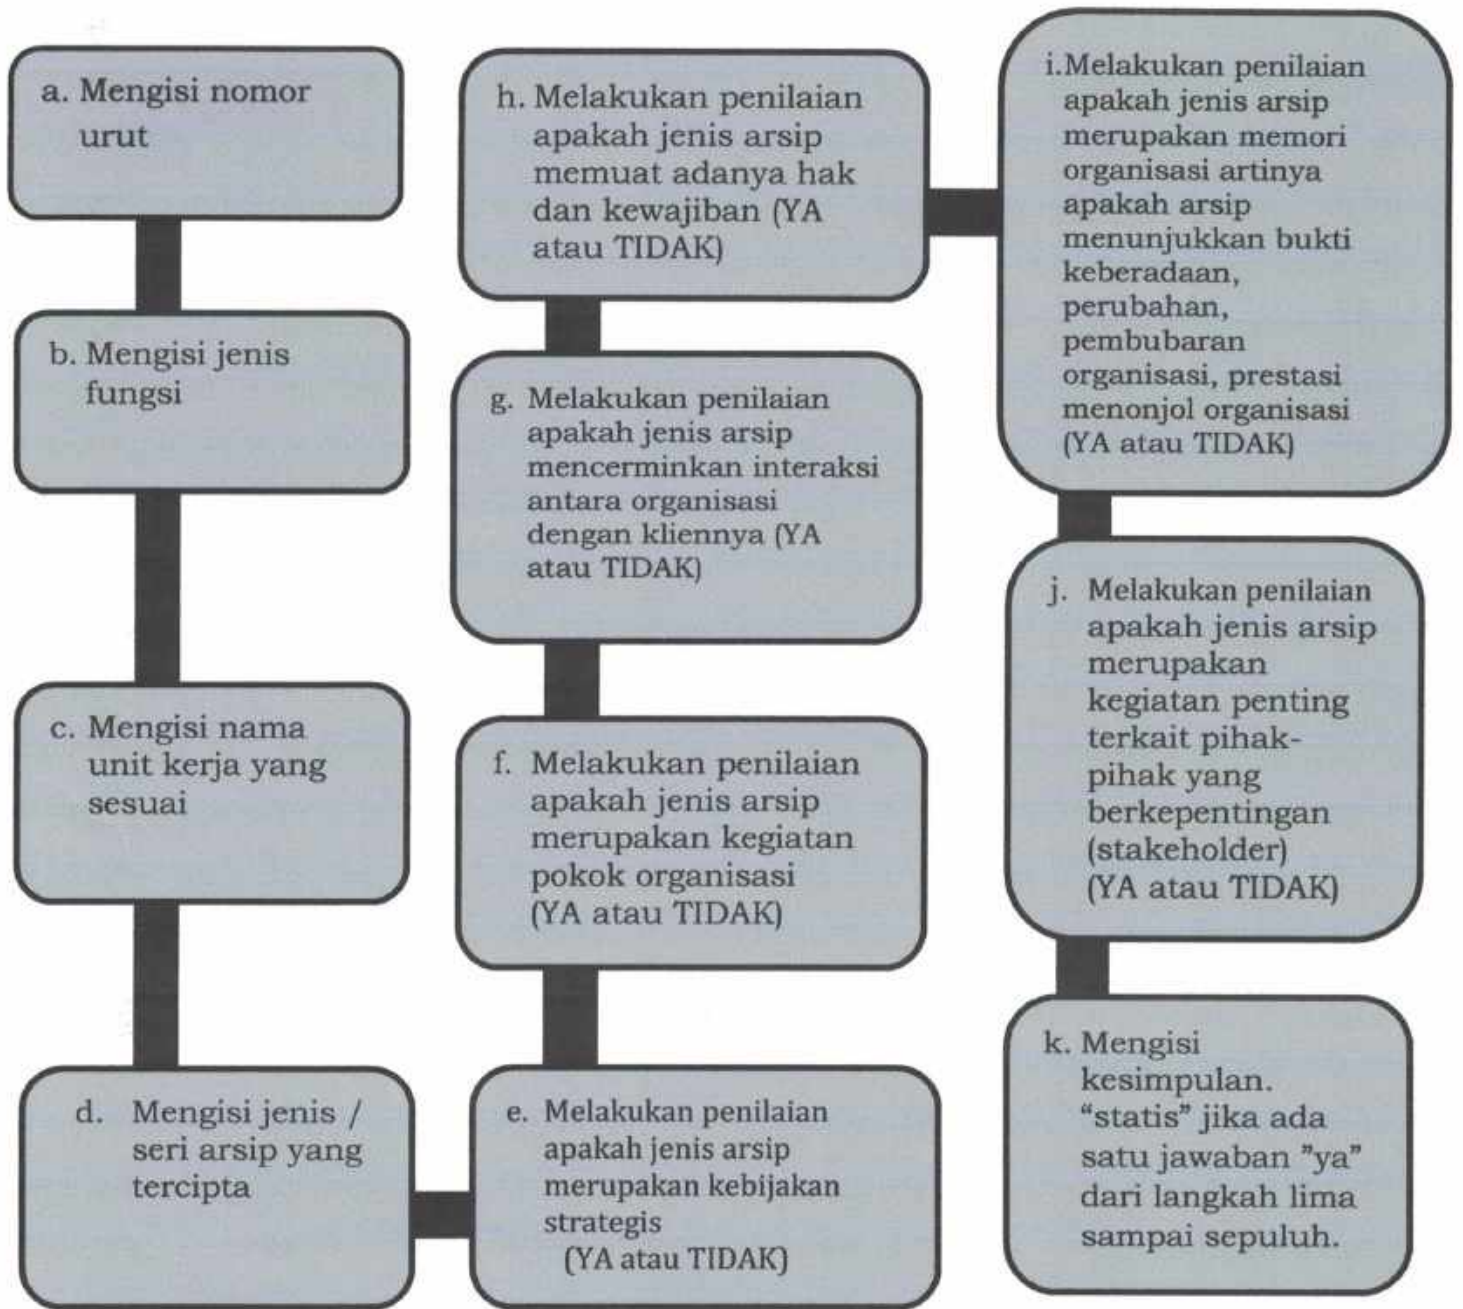 a. Mengisi nomor
urut
b. Mengisi jenis
fungsi
c. Mengisi nama
unit kerja yang
sesuai
d. Mengisi jenis /
seri arsip yang
tercipta
e. Melakukan penilaian
apakah jenis arsip
merupakan kebijakan
strategis
(YA atau TIDAK)
f. Melakukan penilaian
apakah jenis arsip
merupakan kegiatan
pokok organisasi
(YA atau TIDAK)
g. Melakukan penilaian
apakah jenis arsip
mencerminkan interaksi
antara organisasi
dengan kliennya (YA
atau TIDAK)
h. Melakukan penilaian
apakah jenis arsip
memuat adanya hak
dan kewajiban (YA
atau TIDAK)
i.Melakukan penilaian
apakah jenis arsip
merupakan memori
organisasi artinya
apakah arsip
menunjukkan bukti
keberadaan,
perubahan,
pembubaran
organisasi, prestasi
menonjol organisasi
(YA atau TIDAK)
j. Melakukan penilaian
apakah jenis arsip
merupakan
kegiatan penting
terkait pihak-
pihak yang
berkepentingan
(stakeholder)
(YA atau TIDAK)
k. Mengisi
kesimpulan.
“statis” jika ada
satu jawaban ”ya”
dari langkah lima
sampai sepuluh.